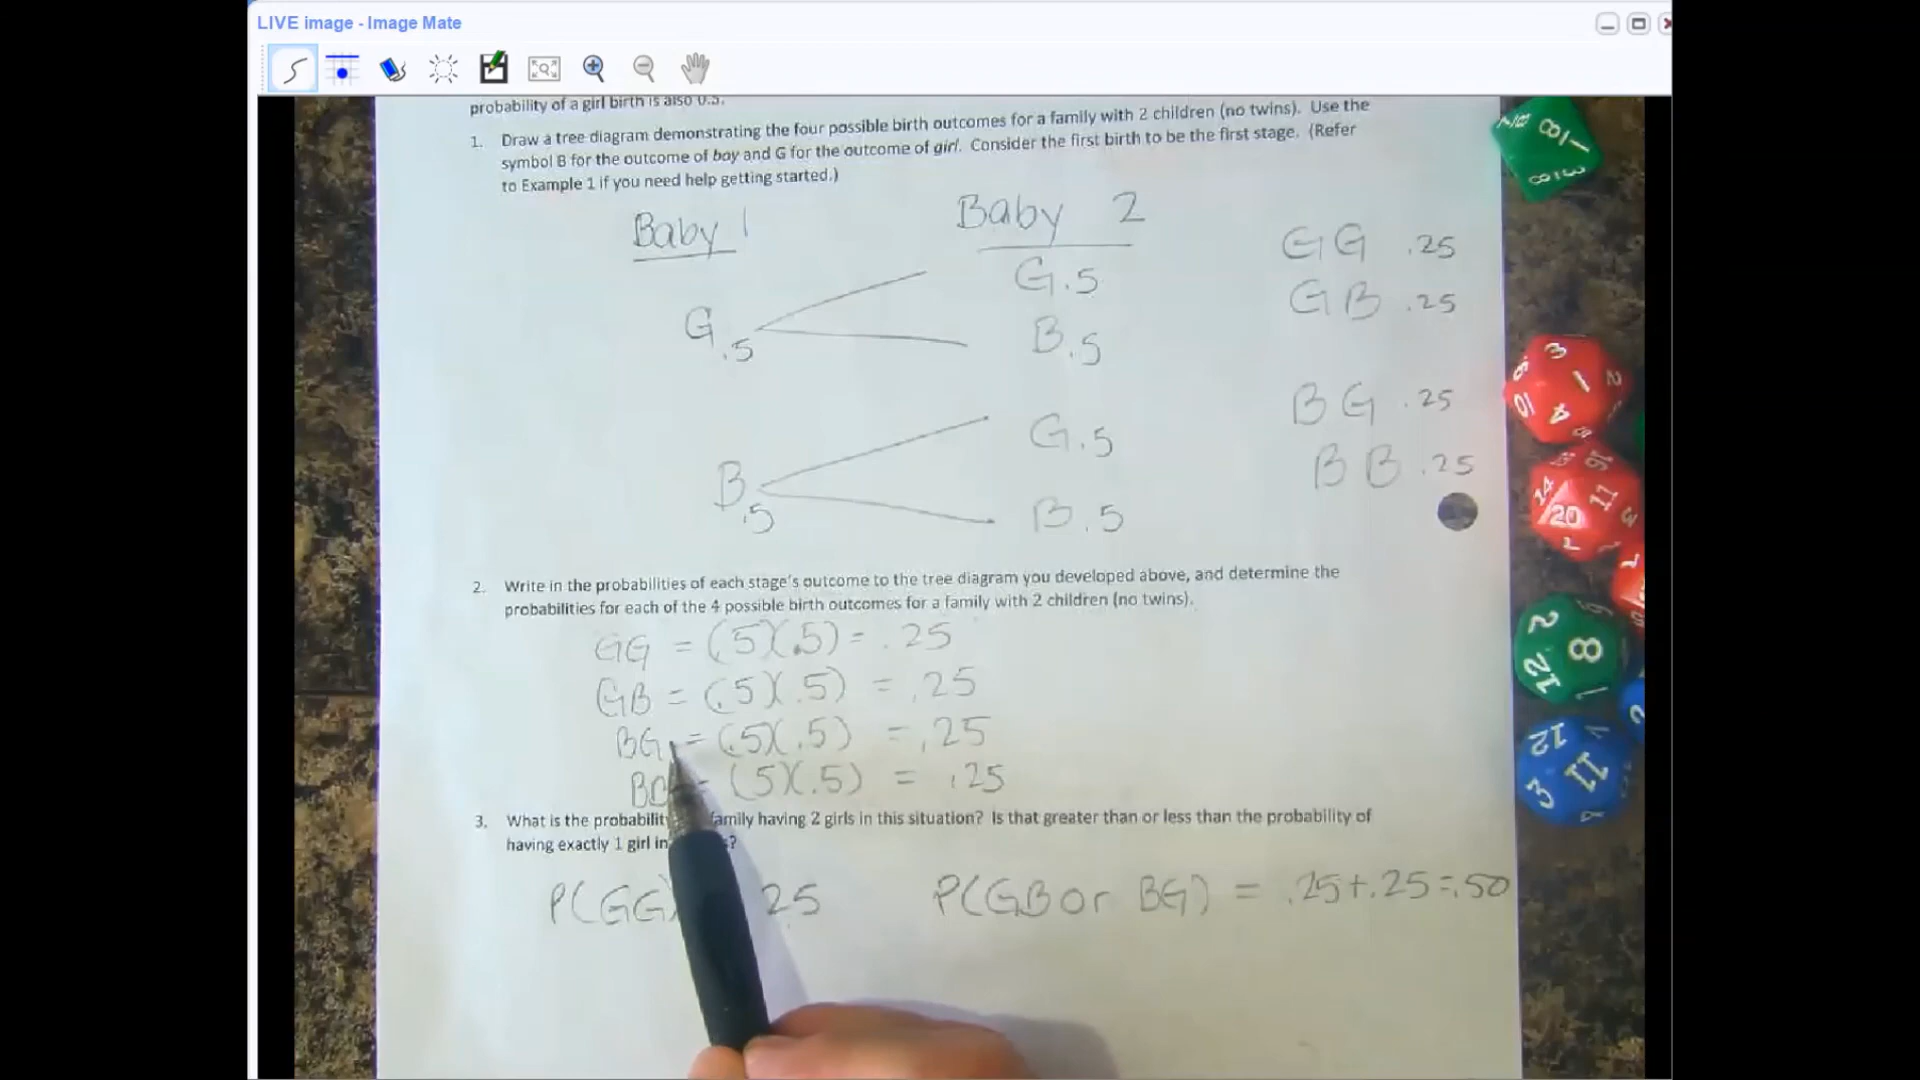 LIVE image - Image Mate
probability of a girl birth is also 0.5.
1. Draw a tree diagram demonstrating the four possible birth outcomes for a family with 2 children (no twins). Use the
symbol B for the outcome of boy and G for the outcome of girl. Consider the first birth to be the first stage. (Refer
to Example 1 if you need help getting started.)
Baby 1 Baby 2
G .5
G .5
B .5
GG .25
GB .25
B .5
G .5
B .5
BG .25
BB .25
2. Write in the probabilities of each stage's outcome to the tree diagram you developed above, and determine the
probabilities for each of the 4 possible birth outcomes for a family with 2 children (no twins).
GG = (.5)(.5) = .25
GB = (.5)(.5) = .25
BG = (.5)(.5) = .25
= (.5)(.5) = .25
3. What is the family having 2 girls in this situation? Is that greater than or less than the probability of
having exactly 1 girl in
P(GG) 25 P(GB or BG) = .25+.25=.50